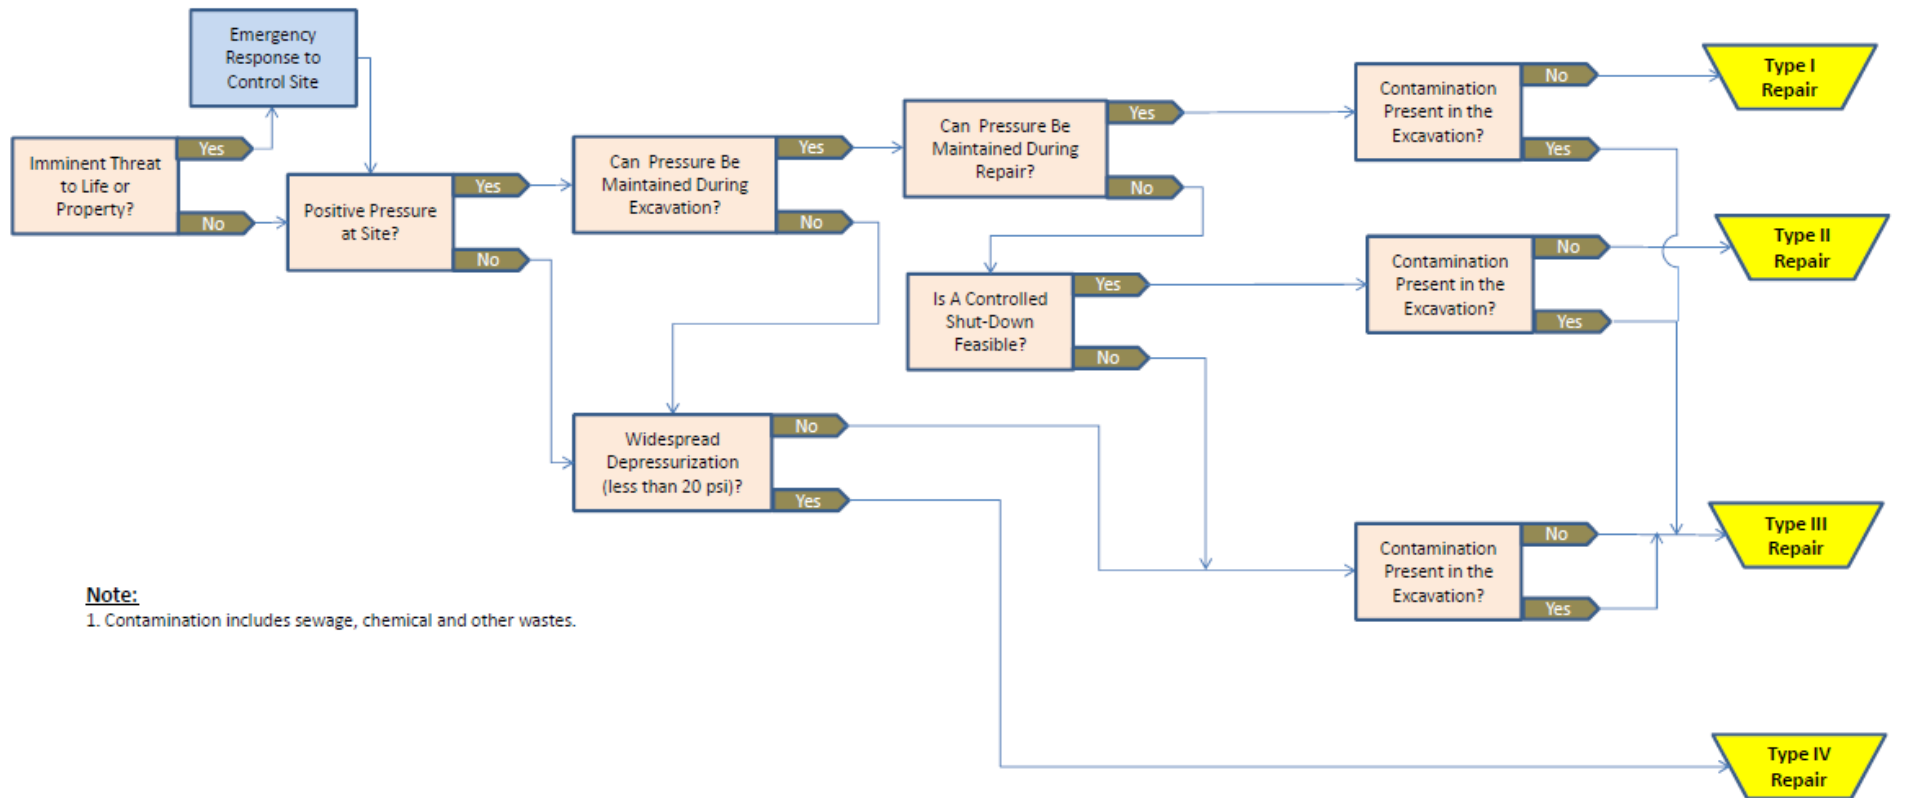 Emergency
Response to
Control Site
Imminent Threat
to Life or
Property?
Yes
No
Positive Pressure
at Site?
Yes
No
Can Pressure Be
Maintained During
Excavation?
Yes
No
Can Pressure Be
Maintained During
Repair?
Yes
No
Contamination
Present in the
Excavation?
No
Yes
Type I
Repair
Is A Controlled
Shut-Down
Feasible?
Yes
No
Contamination
Present in the
Excavation?
No
Yes
Type II
Repair
Widespread
Depressurization
(less than 20 psi)?
No
Yes
Contamination
Present in the
Excavation?
No
Yes
Type III
Repair
Type IV
Repair
Note:
1. Contamination includes sewage, chemical and other wastes.